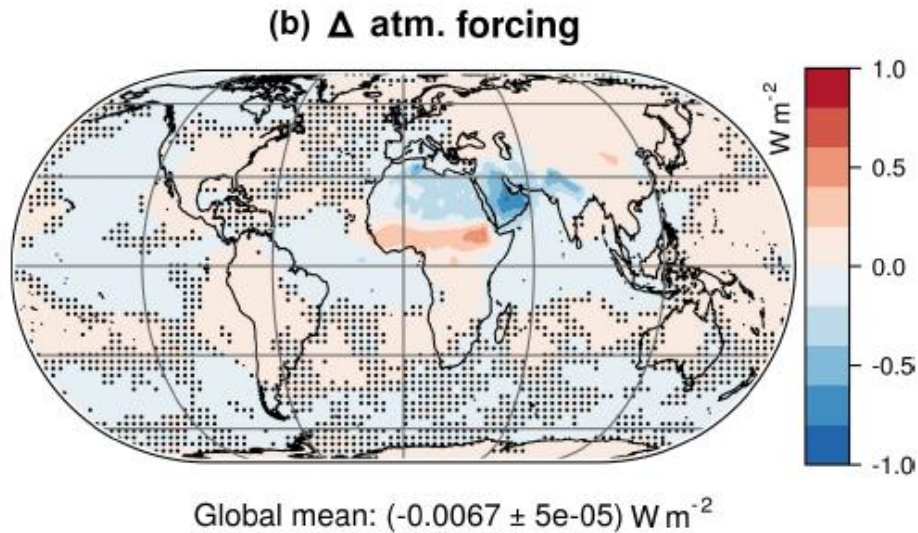 (b) Δ atm. forcing
1.0
W m-2
0.5
0.0
-0.5
-1.0
Global mean: (-0.0067 ± 5e-05) W m-2